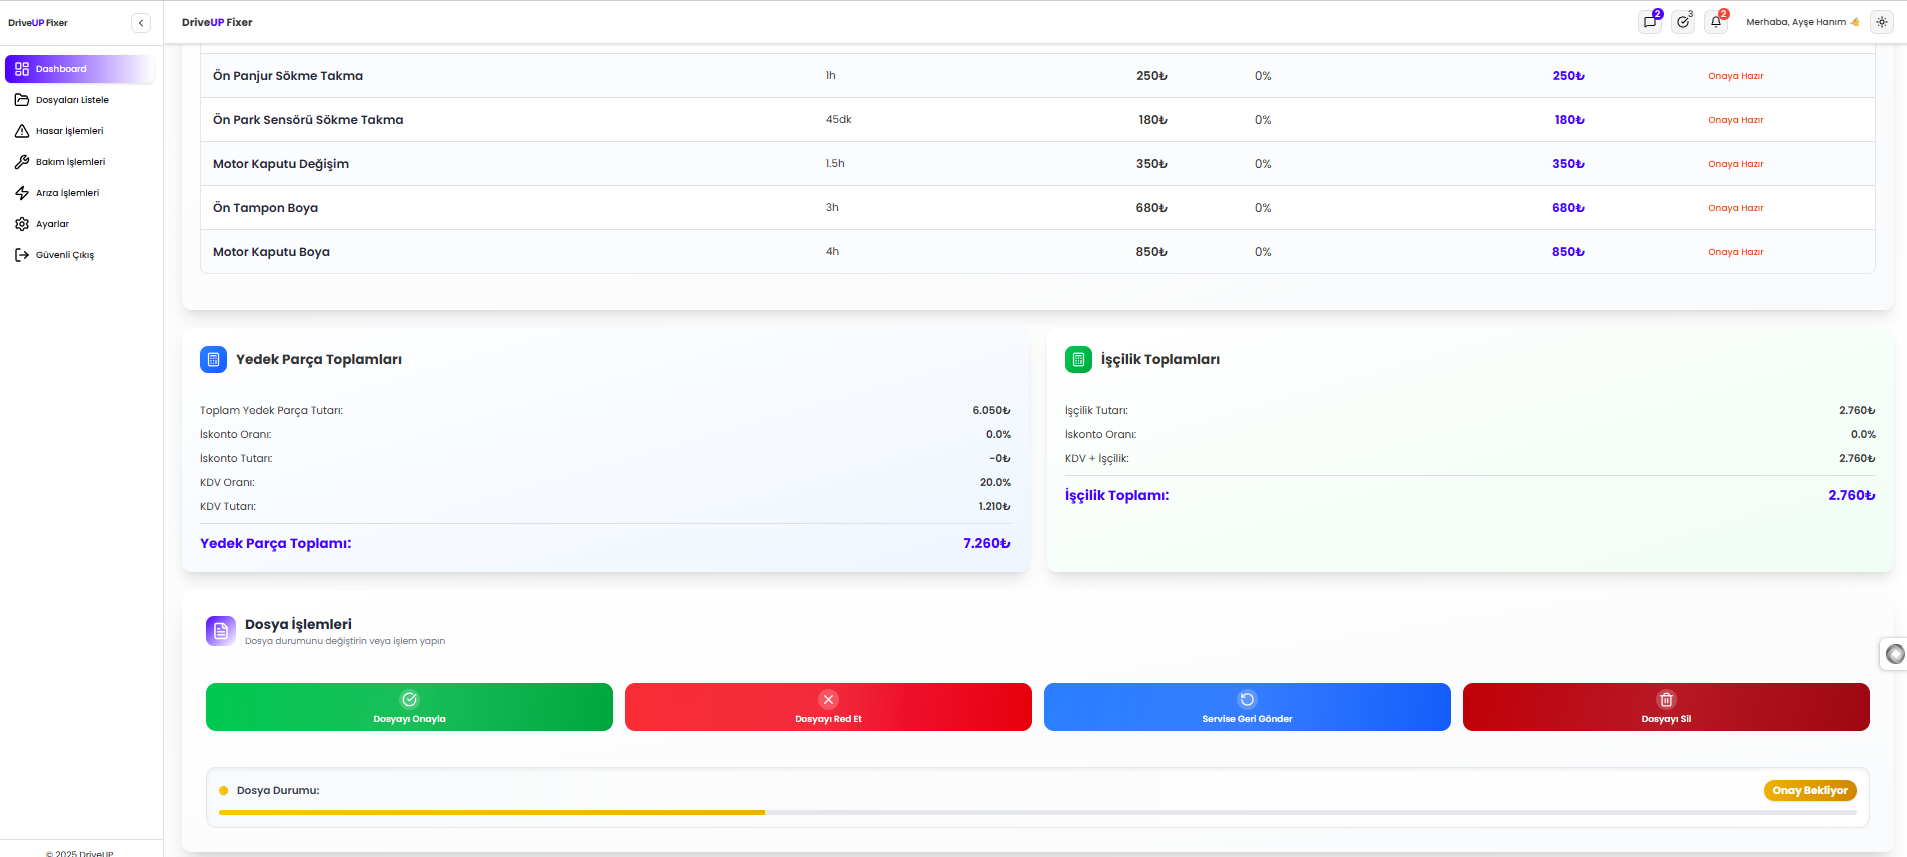 DriveUP Fixer
DriveUP Fixer
2
3
2
Merhaba, Ayşe Hanım 👋
Dashboard
Dosyaları Listele
Hasar İşlemleri
Bakım İşlemleri
Arıza İşlemleri
Ayarlar
Güvenli Çıkış
Ön Panjur Sökme Takma 1h 250₺ 0% 250₺ Onaya Hazır
Ön Park Sensörü Sökme Takma 45dk 180₺ 0% 180₺ Onaya Hazır
Motor Kaputu Değişim 1.5h 350₺ 0% 350₺ Onaya Hazır
Ön Tampon Boya 3h 680₺ 0% 680₺ Onaya Hazır
Motor Kaputu Boya 4h 850₺ 0% 850₺ Onaya Hazır
Yedek Parça Toplamları
Toplam Yedek Parça Tutarı: 6.050₺
İskonto Oranı: 0.0%
İskonto Tutarı: -0₺
KDV Oranı: 20.0%
KDV Tutarı: 1.210₺
Yedek Parça Toplamı: 7.260₺
İşçilik Toplamları
İşçilik Tutarı: 2.760₺
İskonto Oranı: 0.0%
KDV + İşçilik: 2.760₺
İşçilik Toplamı: 2.760₺
Dosya İşlemleri
Dosya durumunu değiştirin veya işlem yapın
Dosyayı Onayla
Dosyayı Red Et
Servise Geri Gönder
Dosyayı Sil
Dosya Durumu: Onay Bekliyor
© 2025 DriveUP